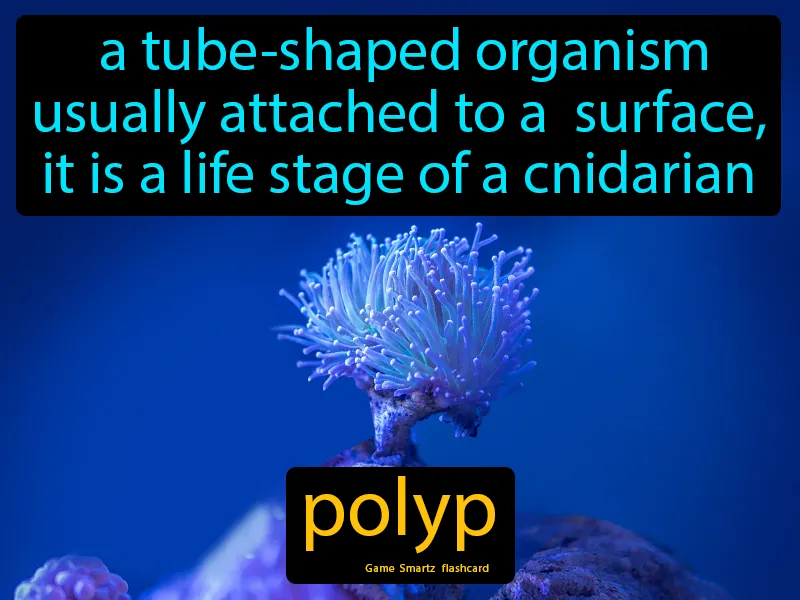 a tube-shaped organism
usually attached to a  surface,
it is a life stage of a cnidarian
polyp
Game Smartz flashcard